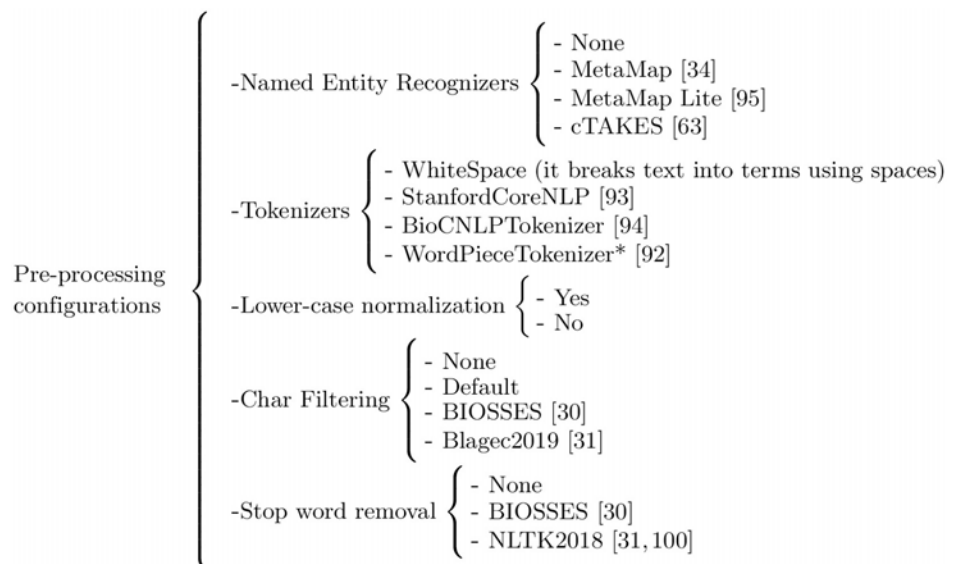 Pre-processing
configurations
-Named Entity Recognizers
- None
- MetaMap [34]
- MetaMap Lite [95]
- cTAKES [63]
-Tokenizers
- WhiteSpace (it breaks text into terms using spaces)
- StanfordCoreNLP [93]
- BioCNLPTokenizer [94]
- WordPieceTokenizer* [92]
-Lower-case normalization
- Yes
- No
-Char Filtering
- None
- Default
- BIOSSES [30]
- Blagec2019 [31]
-Stop word removal
- None
- BIOSSES [30]
- NLTK2018 [31, 100]